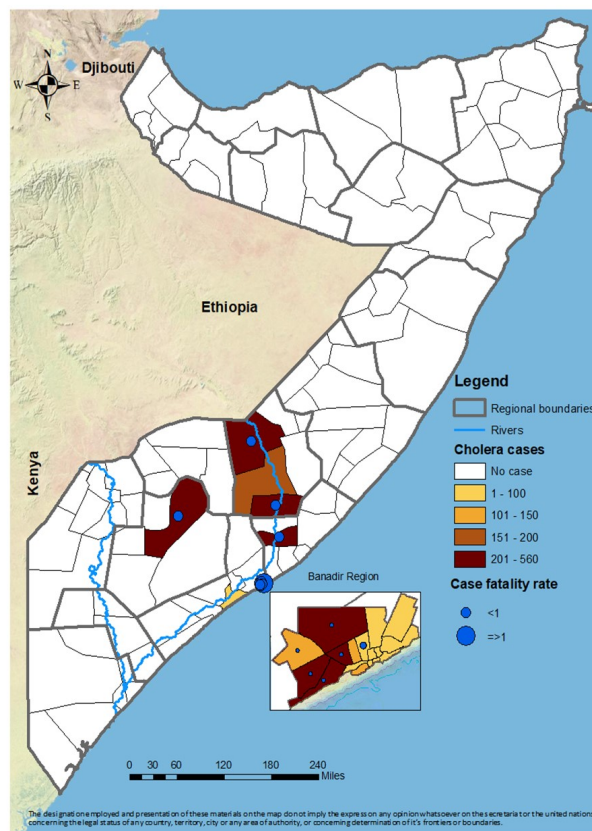 N
Djibouti
W
E
S
Ethiopia
Kenya
Legend
Regional boundaries
Rivers
Cholera cases
No case
1 - 100
101 - 150
151 - 200
201 - 560
Case fatality rate
<1
=>1
Banadir Region
0 30 60 120 180 240
Miles
The designation employed and presentation of these materials on the map do not imply the express on any opinion whatsoever on the secretariat or the united nations
concerning the legal status of any country, territory, city or any area of authority, or concerning determination of it's frontiers or boundaries.